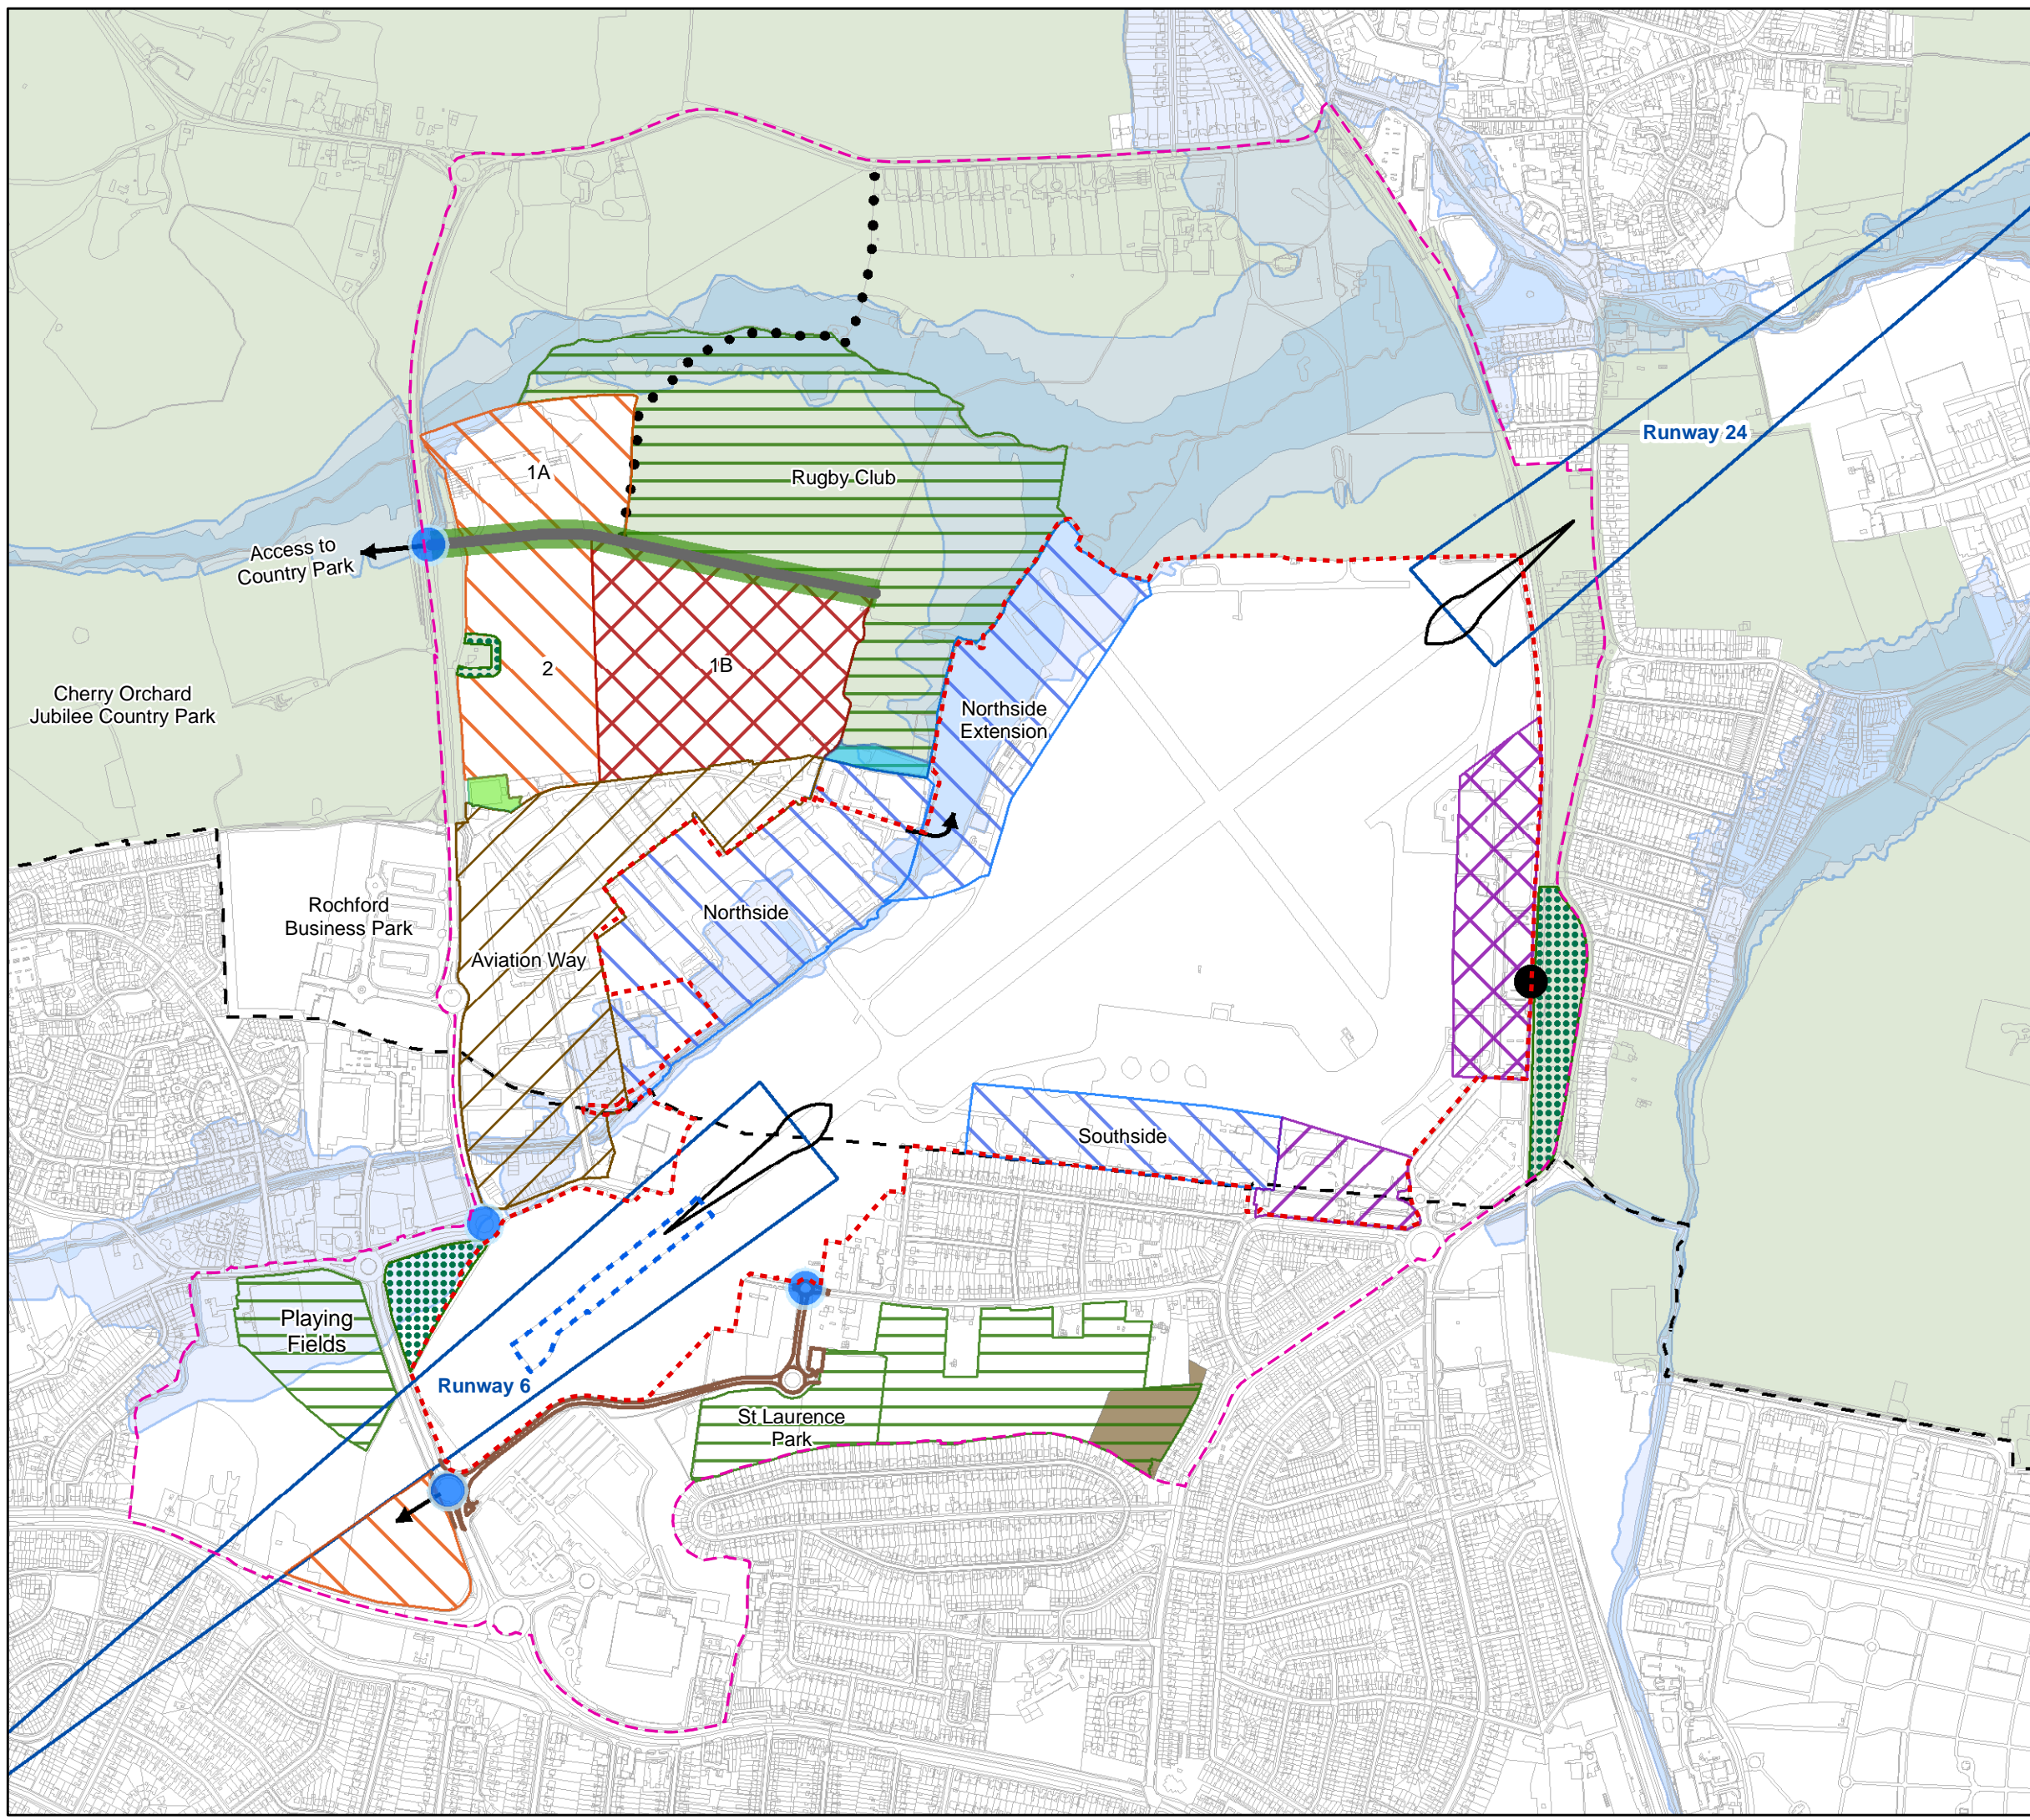 Runway 24
1A
Rugby Club
Access to
Country Park
2
1B
Cherry Orchard
Jubilee Country Park
Northside
Extension
Rochford
Business Park
Northside
Aviation Way
Southside
Playing
Fields
Runway 6
St Laurence
Park